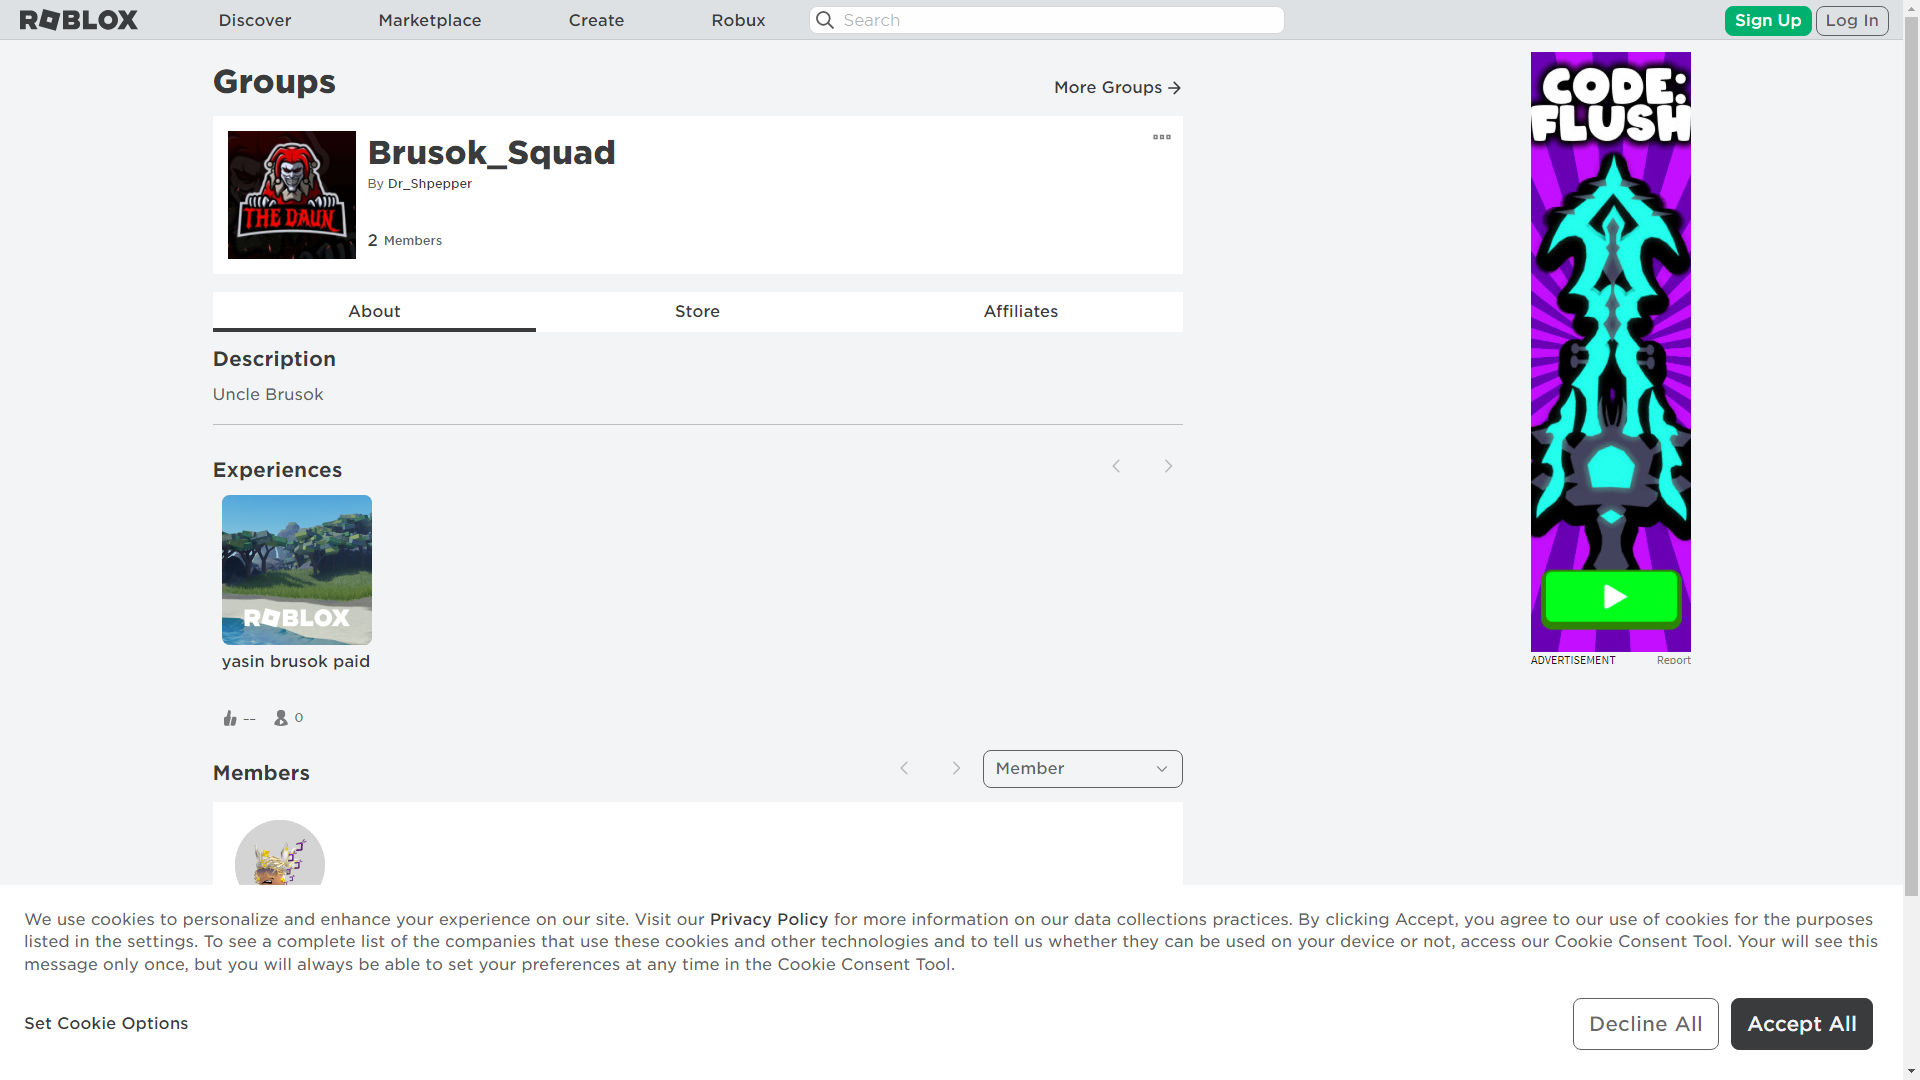 ROBLOX
Discover
Marketplace
Create
Robux
Search
Sign Up
Log In
Groups
More Groups
THE DAUN
Brusok_Squad
By Dr_Shpepper
2 Members
About
Store
Affiliates
Description
Uncle Brusok
Experiences
ROBLOX
yasin brusok paid
--
0
Members
Member
CODE:
FLUSH
ADVERTISEMENT
Report
We use cookies to personalize and enhance your experience on our site. Visit our Privacy Policy for more information on our data collections practices. By clicking Accept, you agree to our use of cookies for the purposes
listed in the settings. To see a complete list of the companies that use these cookies and other technologies and to tell us whether they can be used on your device or not, access our Cookie Consent Tool. Your will see this
message only once, but you will always be able to set your preferences at any time in the Cookie Consent Tool.
Set Cookie Options
Decline All
Accept All